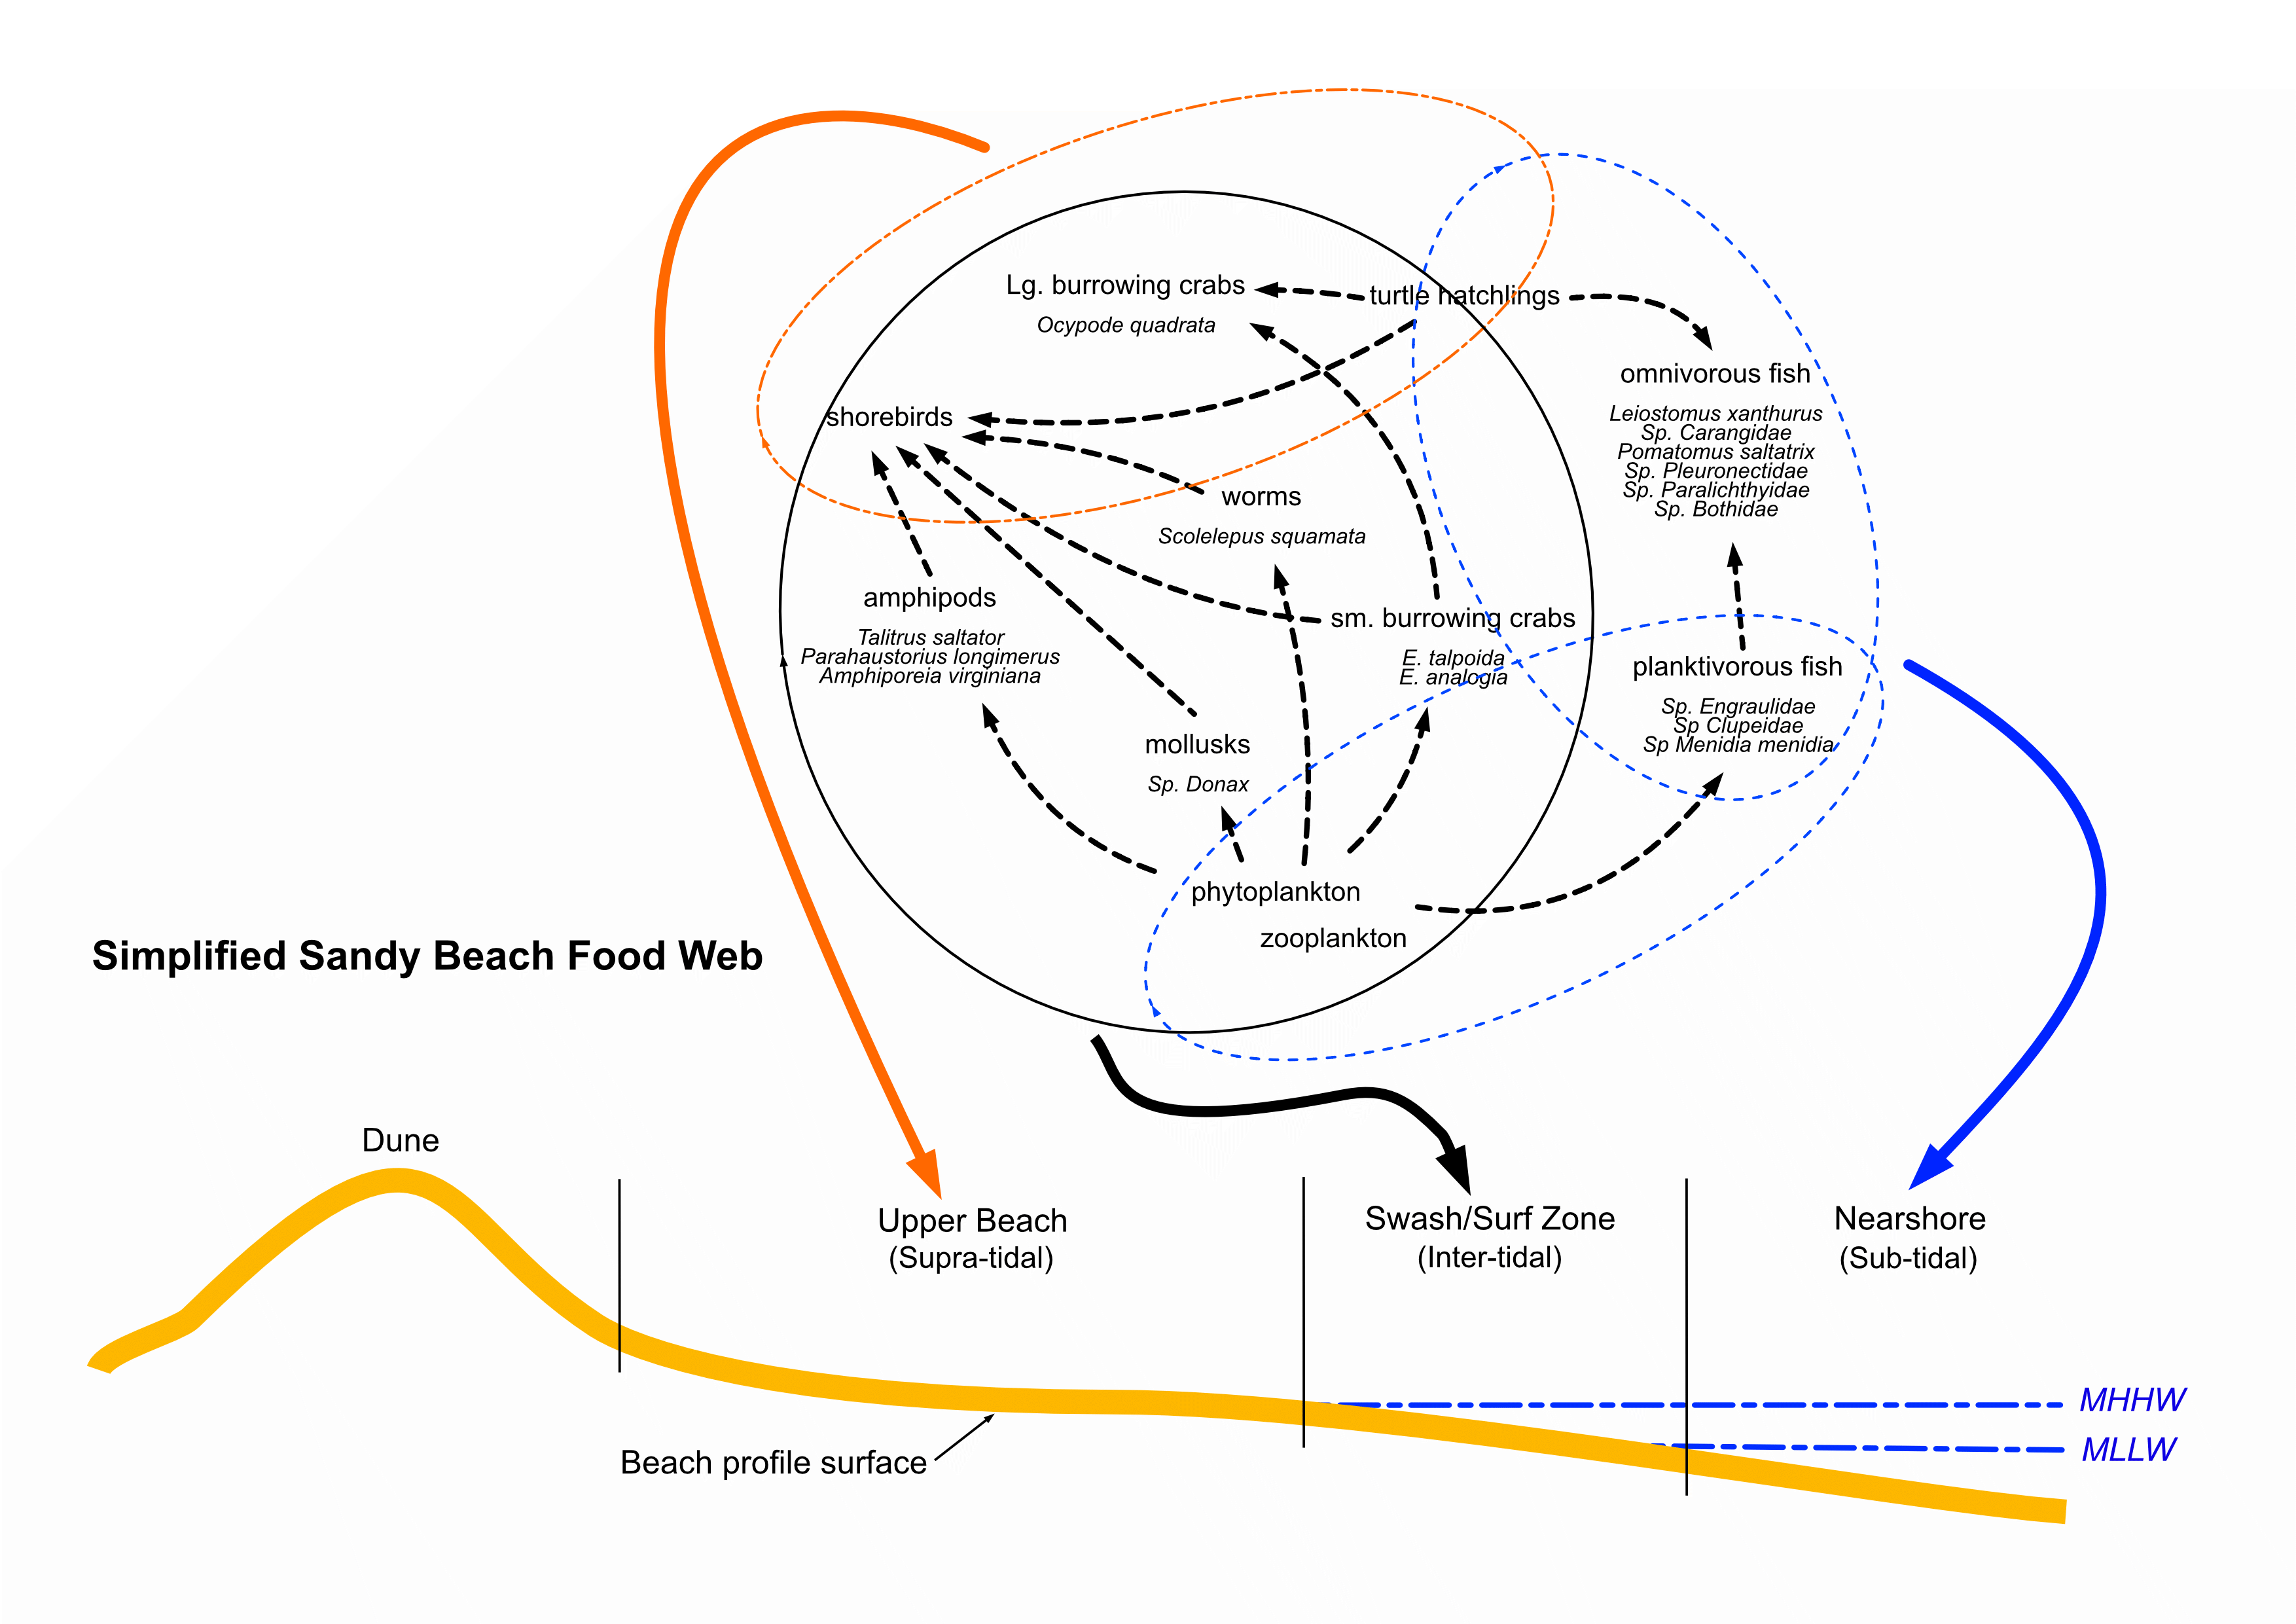 Lg. burrowing crabs
Ocypode quadrata
turtle hatchlings
omnivorous fish
Leiostomus xanthurus
Sp. Carangidae
Pomatomus saltatrix
Sp. Pleuronectidae
Sp. Paralichthyidae
Sp. Bothidae
shorebirds
worms
Scolelepus squamata
amphipods
Talitrus saltator
Parahaustorius longimerus
Amphiporeia virginiana
sm. burrowing crabs
E. talpoida
E. analogia
planktivorous fish
Sp. Engraulidae
Sp Clupeidae
Sp Menidia menidia
mollusks
Sp. Donax
phytoplankton
zooplankton
Simplified Sandy Beach Food Web
Dune
Upper Beach
(Supra-tidal)
Swash/Surf Zone
(Inter-tidal)
Nearshore
(Sub-tidal)
MHHW
MLLW
Beach profile surface